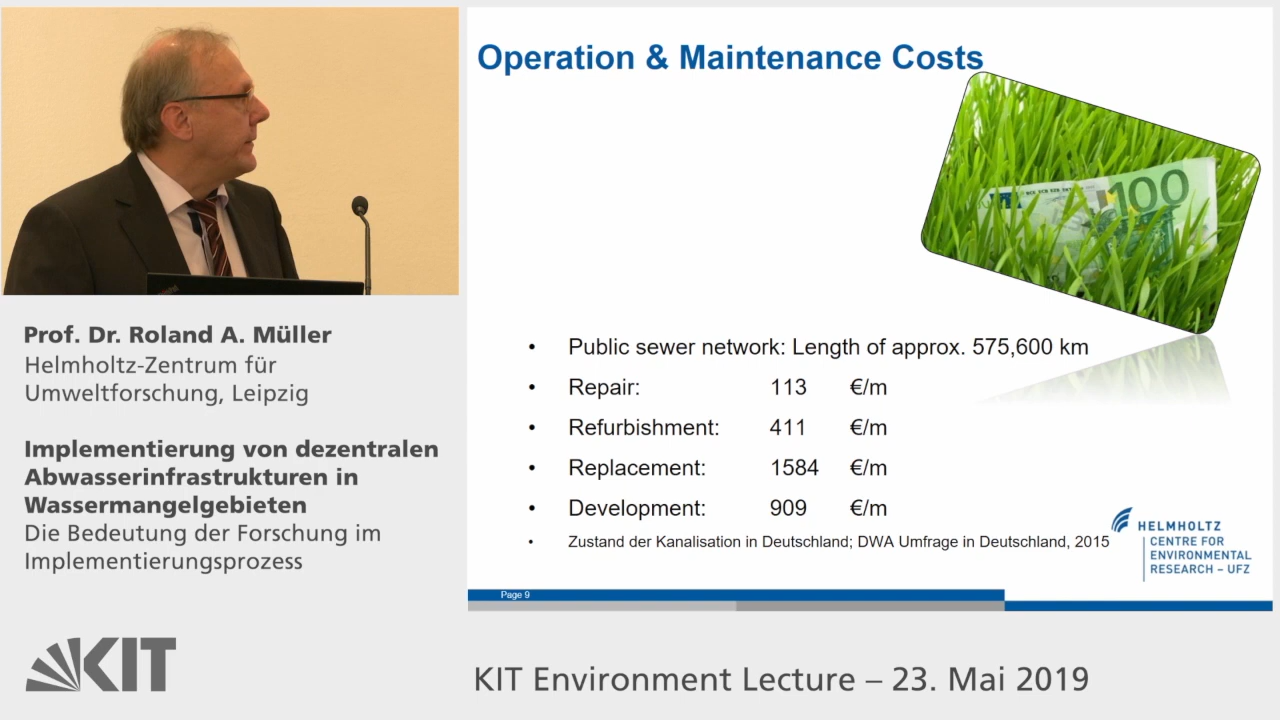 Prof. Dr. Roland A. Müller
Helmholtz-Zentrum für
Umweltforschung, Leipzig
Implementierung von dezentralen
Abwasserinfrastrukturen in
Wassermangelgebieten
Die Bedeutung der Forschung im
Implementierungsprozess
KIT
Operation & Maintenance Costs
100
• Public sewer network: Length of approx. 575,600 km
• Repair: 113 €/m
• Refurbishment: 411 €/m
• Replacement: 1584 €/m
• Development: 909 €/m
• Zustand der Kanalisation in Deutschland; DWA Umfrage in Deutschland, 2015
HELMHOLTZ
CENTRE FOR
ENVIRONMENTAL
RESEARCH – UFZ
Page 9
KIT Environment Lecture – 23. Mai 2019